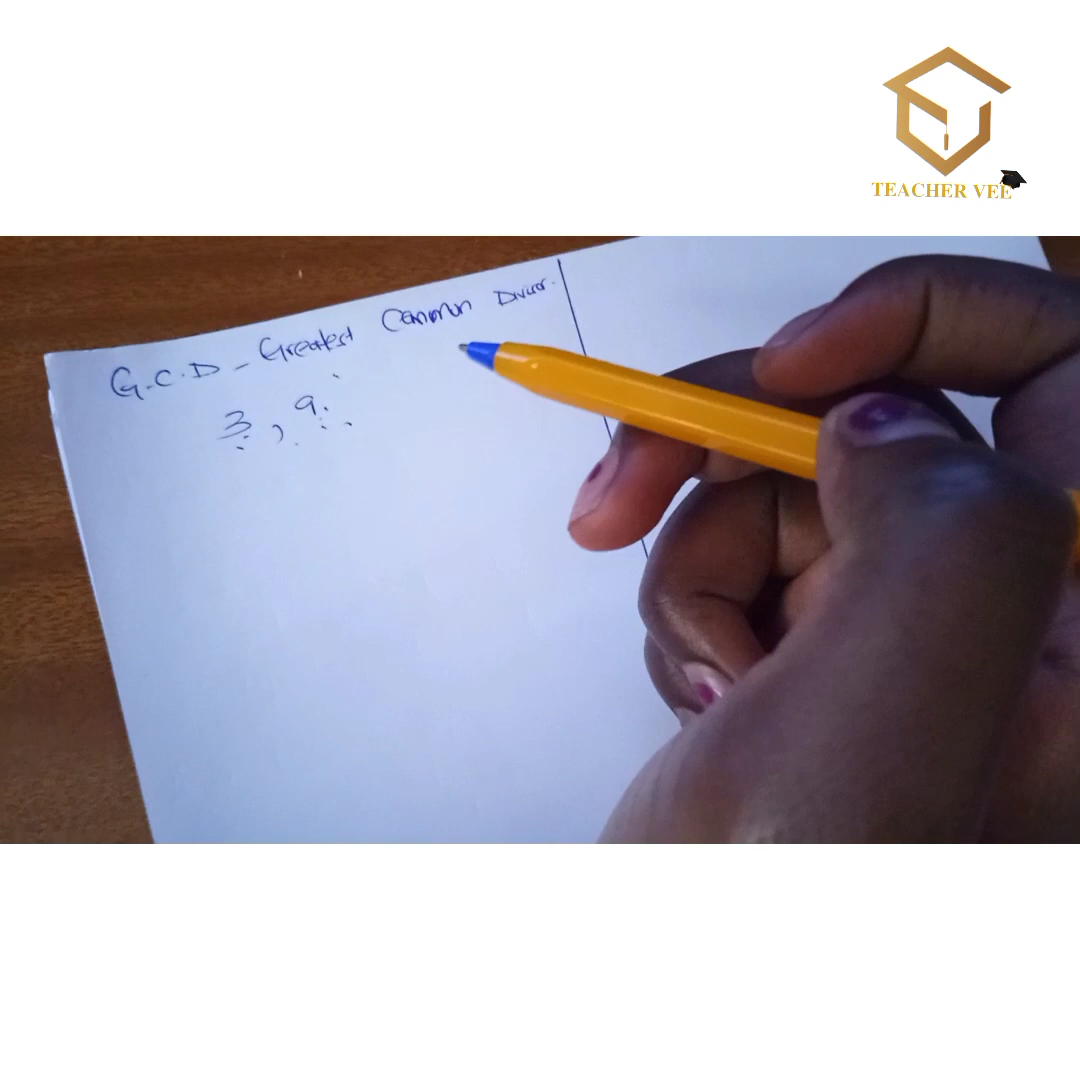 TEACHER VEE
G.C.D - Greatest Common Divisor.
3, 9.